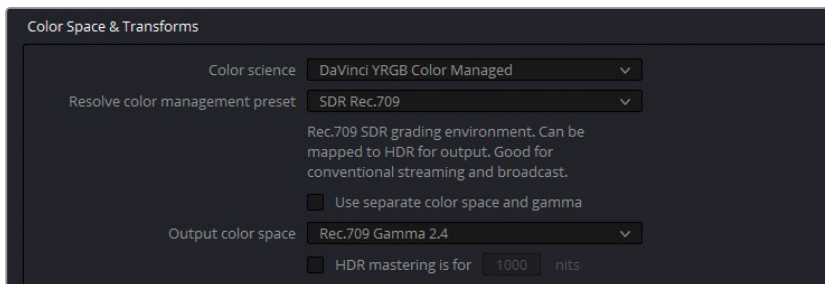 Color Space & Transforms
Color science DaVinci YRGB Color Managed
Resolve color management preset SDR Rec.709
Rec.709 SDR grading environment. Can be
mapped to HDR for output. Good for
conventional streaming and broadcast.
Use separate color space and gamma
Output color space Rec.709 Gamma 2.4
HDR mastering is for 1000 nits